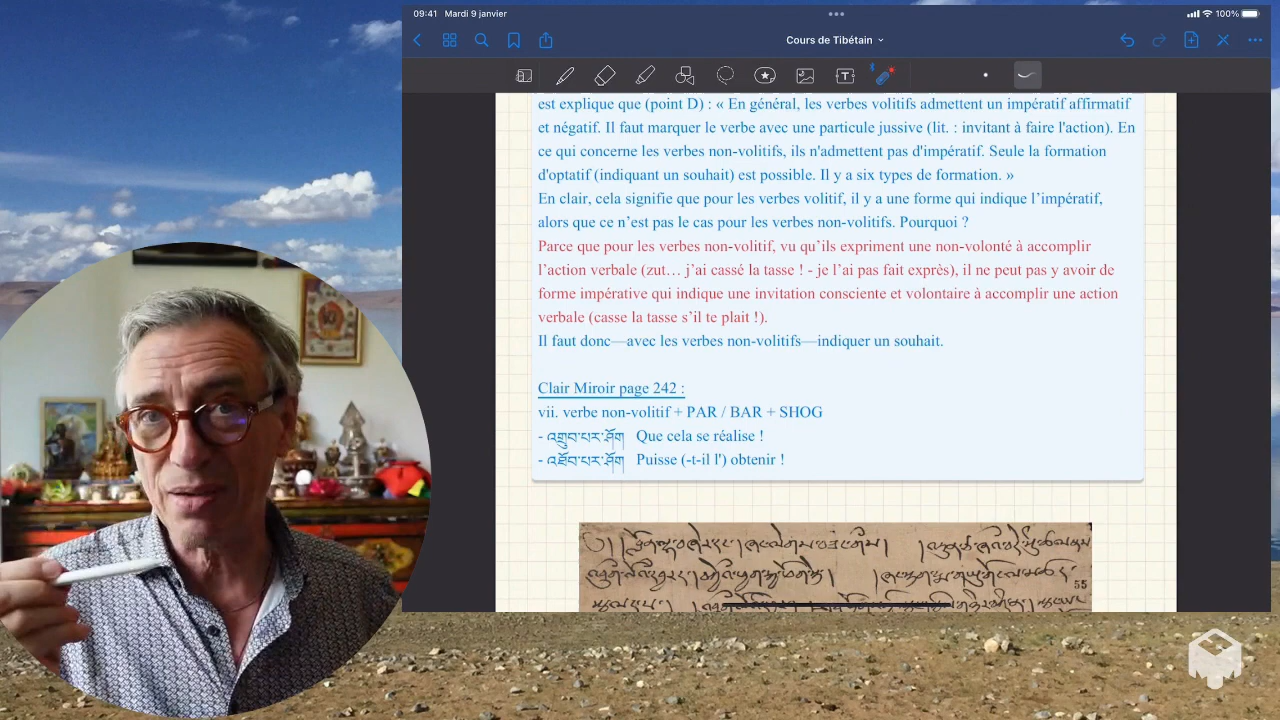 09:41 Mardi 9 janvier
100%
Cours de Tibétain
est explique que (point D) : « En général, les verbes volitifs admettent un impératif affirmatif
et négatif. Il faut marquer le verbe avec une particule jussive (lit. : invitant à faire l'action). En
ce qui concerne les verbes non-volitifs, ils n'admettent pas d'impératif. Seule la formation
d'optatif (indiquant un souhait) est possible. Il y a six types de formation. »
En clair, cela signifie que pour les verbes volitif, il y a une forme qui indique l’impératif,
alors que ce n’est pas le cas pour les verbes non-volitifs. Pourquoi ?
Parce que pour les verbes non-volitif, vu qu’ils expriment une non-volonté à accomplir
l’action verbale (zut… j’ai cassé la tasse ! - je l’ai pas fait exprès), il ne peut pas y avoir de
forme impérative qui indique une invitation consciente et volontaire à accomplir une action
verbale (casse la tasse s’il te plait !).
Il faut donc—avec les verbes non-volitifs—indiquer un souhait.
Clair Miroir page 242 :
vii. verbe non-volitif + PAR / BAR + SHOG
- འགྲུབ་པར་ཤོག Que cela se réalise !
- འཐོབ་པར་ཤོག Puisse (-t-il l') obtenir !
55